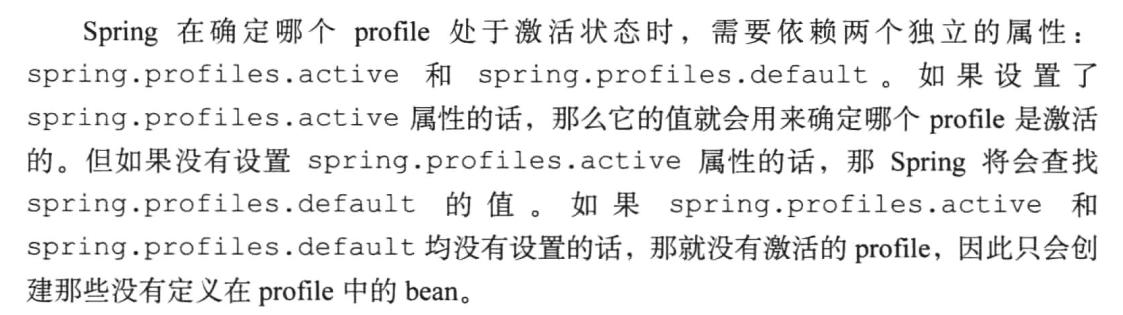 Spring 在确定哪个 profile 处于激活状态时，需要依赖两个独立的属性：
spring.profiles.active 和 spring.profiles.default。如果设置了
spring.profiles.active 属性的话，那么它的值就会用来确定哪个 profile 是激活
的。但如果没有设置 spring.profiles.active 属性的话，那 Spring 将会查找
spring.profiles.default 的值。如果 spring.profiles.active 和
spring.profiles.default 均没有设置的话，那就没有激活的 profile，因此只会创
建那些没有定义在 profile 中的 bean。